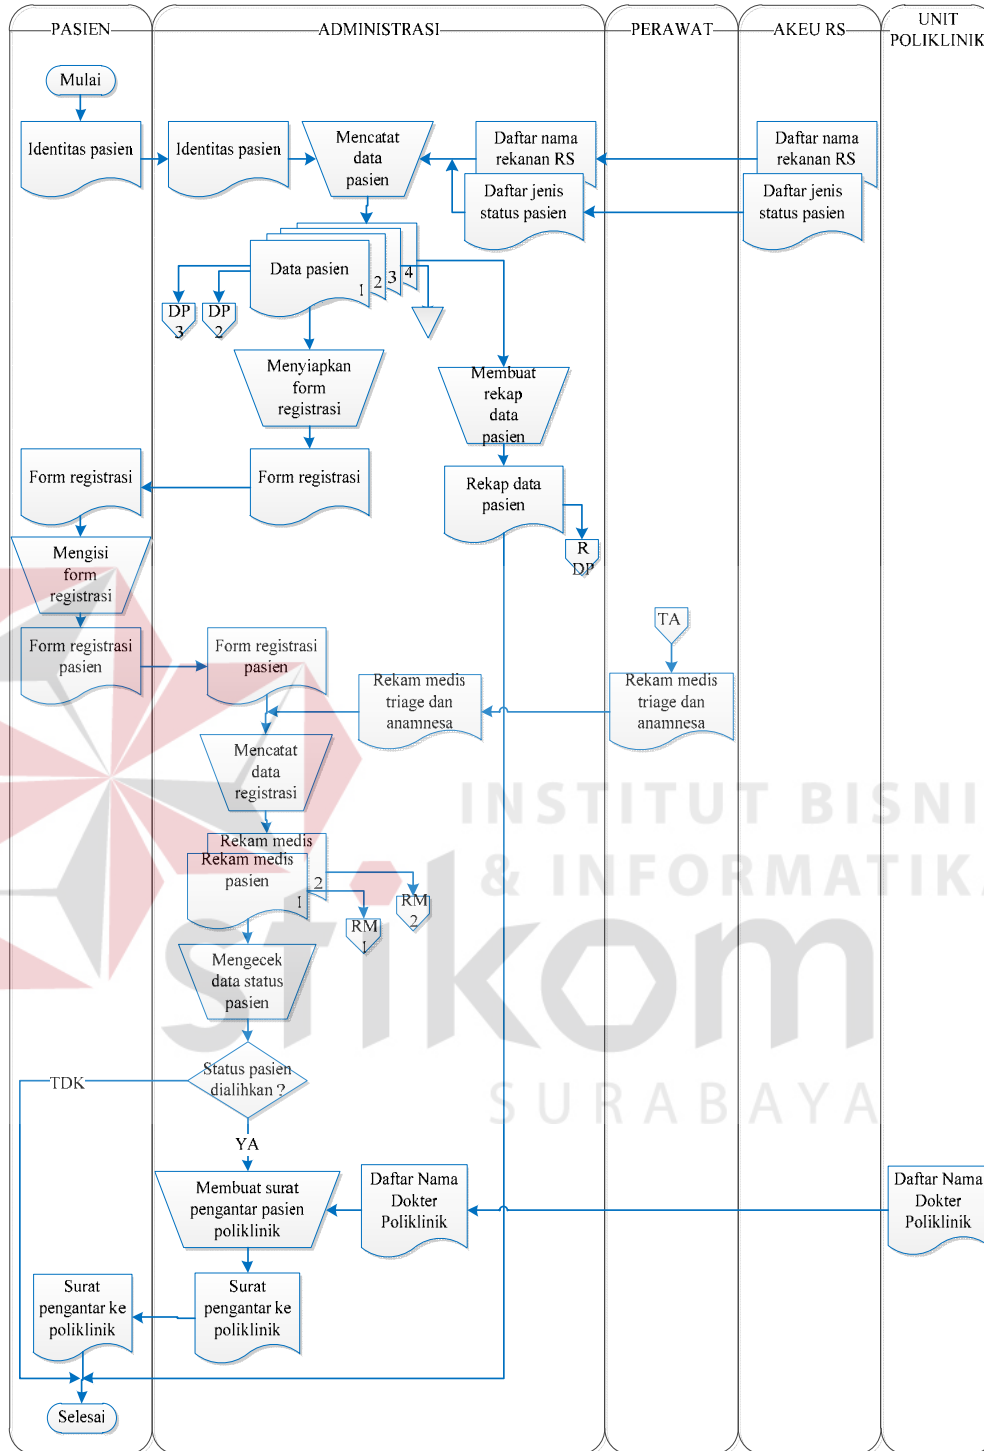 PASIEN
ADMINISTRASI
PERAWAT
AKEU RS
UNIT
POLIKLINIK
Mulai
Identitas pasien
Identitas pasien
Mencatat
data
pasien
Daftar nama
rekanan RS
Daftar nama
rekanan RS
Daftar jenis
status pasien
Daftar jenis
status pasien
Data pasien
1
2
3
4
DP
3
DP
2
Menyiapkan
form
registrasi
Membuat
rekap
data
pasien
Form registrasi
Form registrasi
Rekap data
pasien
R
DP
Mengisi
form
registrasi
TA
Form registrasi
pasien
Form registrasi
pasien
Rekam medis
triage dan
anamnesa
Rekam medis
triage dan
anamnesa
Mencatat
data
registrasi
INSTITUT BISNI
& INFORMATIKA
stikom
SURABAYA
Rekam medis
Rekam medis
pasien
1
2
RM
1
RM
2
Mengecek
data status
pasien
Status pasien
dialihkan ?
TDK
YA
Membuat surat
pengantar pasien
poliklinik
Daftar Nama
Dokter
Poliklinik
Daftar Nama
Dokter
Poliklinik
Surat
pengantar ke
poliklinik
Surat
pengantar ke
poliklinik
Selesai